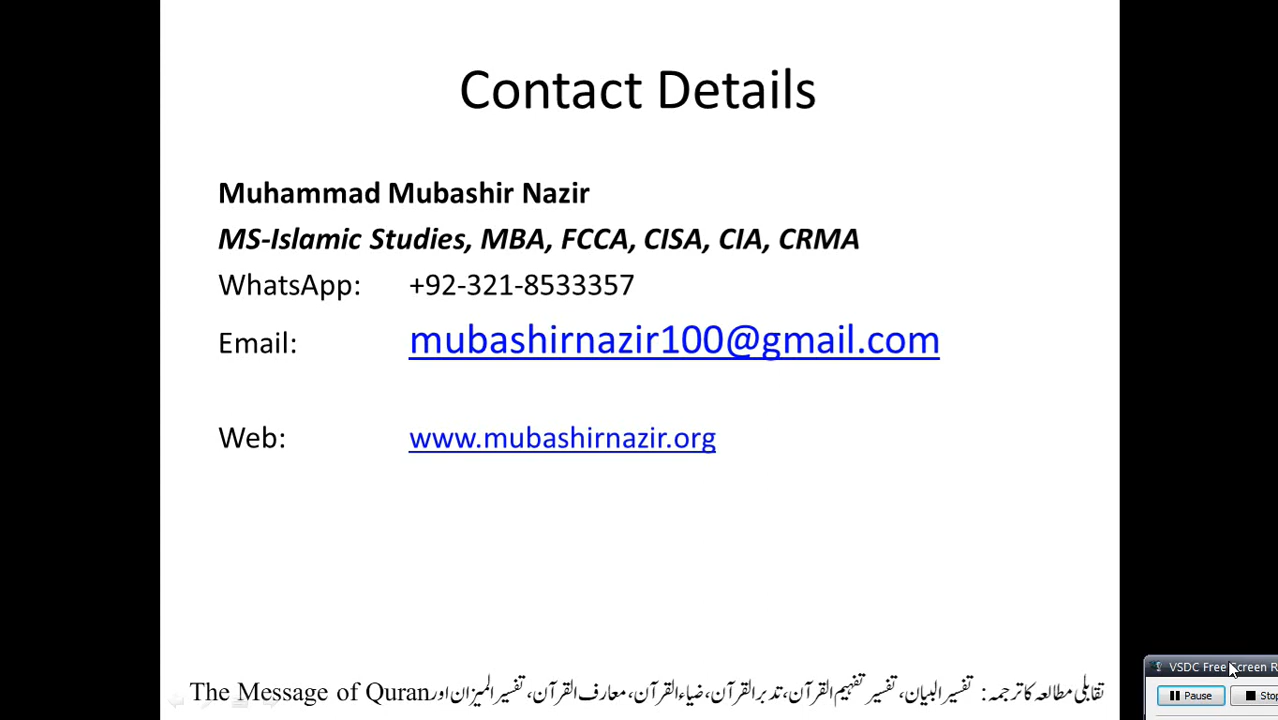 Contact Details
Muhammad Mubashir Nazir
MS-Islamic Studies, MBA, FCCA, CISA, CIA, CRMA
WhatsApp: +92-321-8533357
Email: mubashirnazir100@gmail.com
Web: www.mubashirnazir.org
تقابلی مطالعہ کا ترجمہ: تفسیر البیان، تفسیر تفہیم القرآن، تدبر القرآن، ضیاء القرآن، معارف القرآن، تفسیر المیزان اور The Message of Quran
VSDC Free Screen R
Pause
Stop